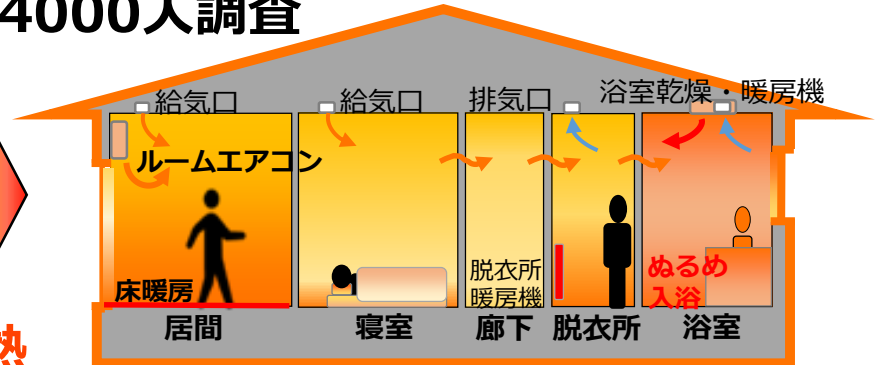 4000人調査
給気口
給気口
排気口
浴室乾燥・暖房機
ルームエアコン
脱衣所
暖房機
ぬるめ
入浴
床暖房
居間
寝室
廊下
脱衣所
浴室
熱